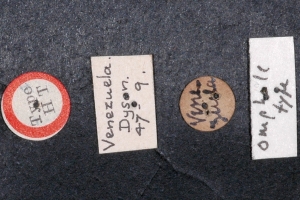 Type
H T
Venezuela.
Dyson.
47. 9.
Vene
zuela
omphale
type